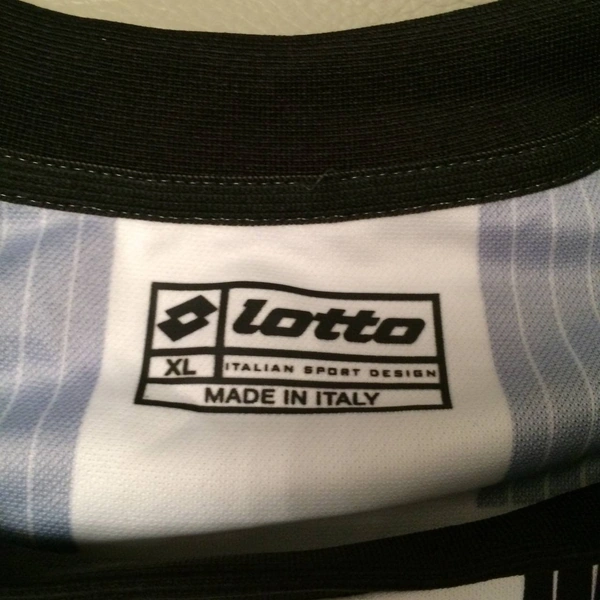 lotto
XL ITALIAN SPORT DESIGN
MADE IN ITALY